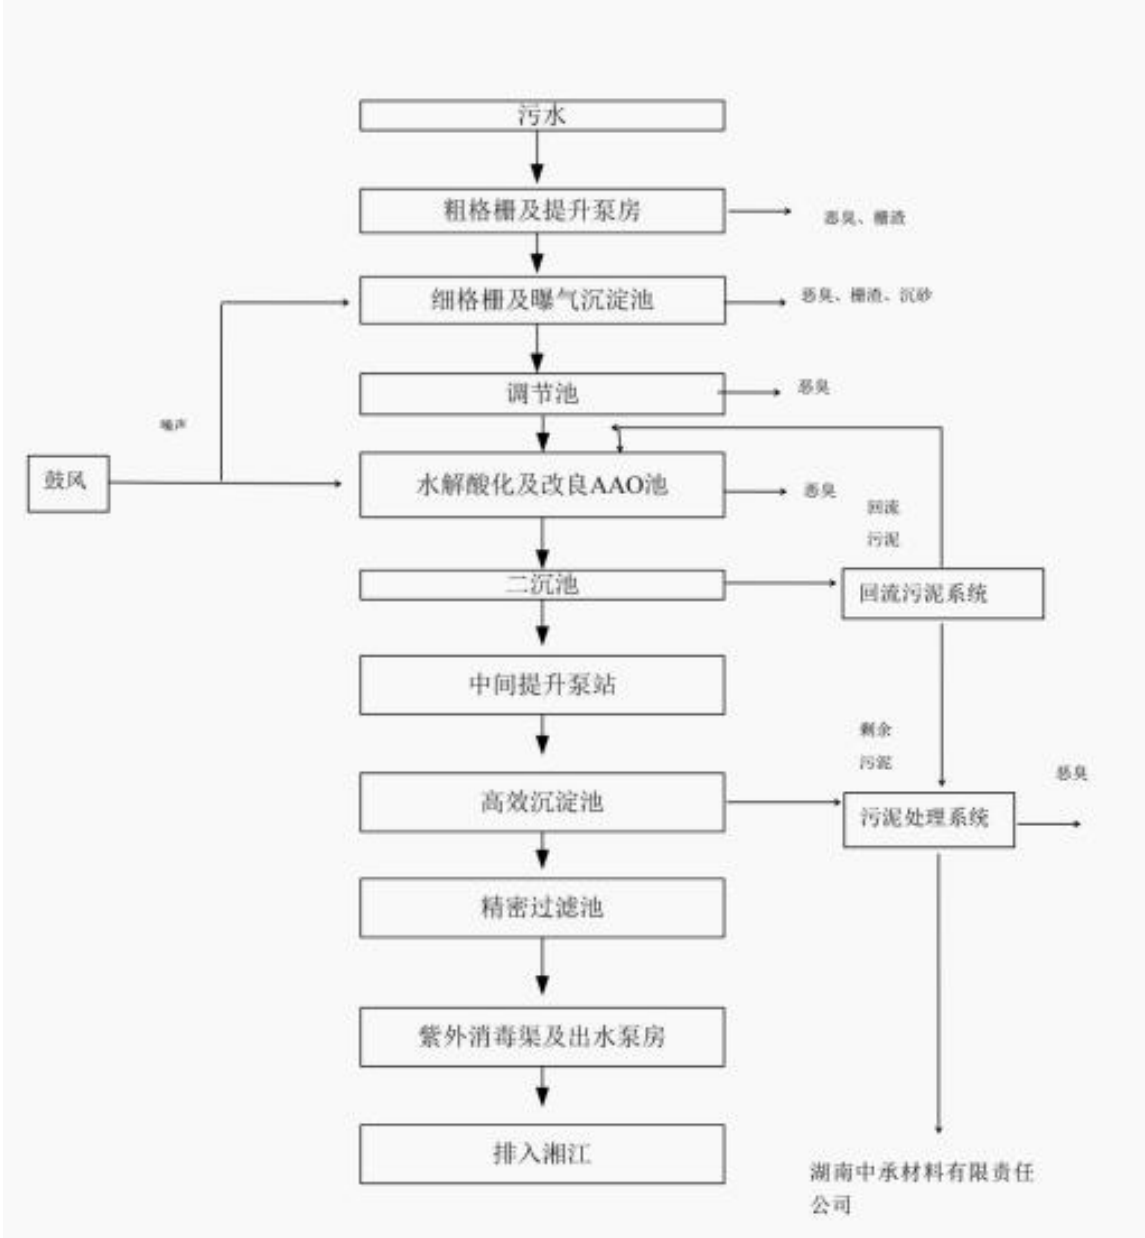 污水
粗格栅及提升泵房
恶臭、栅渣
细格栅及曝气沉淀池
恶臭、栅渣、沉砂
调节池
恶臭
噪声
鼓风
水解酸化及改良AAO池
恶臭
回流
污泥
二沉池
回流污泥系统
中间提升泵站
剩余
污泥
恶臭
高效沉淀池
污泥处理系统
精密过滤池
紫外消毒渠及出水泵房
排入湘江
湖南中承材料有限责任
公司